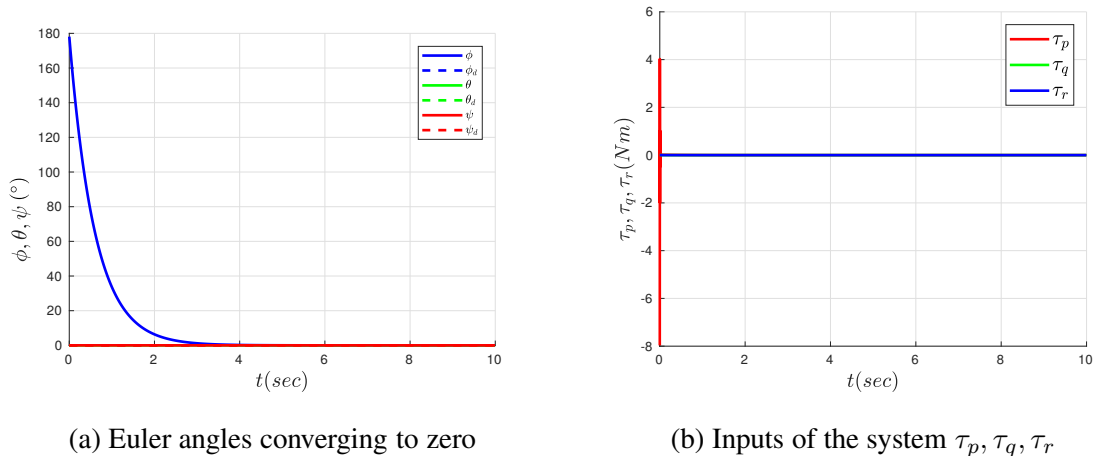 180
160
140
120
100
80
60
40
20
0
0 2 4 6 8 10
t(sec)
ϕ, θ, ψ (°)
ϕ
ϕ_d
θ
θ_d
ψ
ψ_d
(a) Euler angles converging to zero
6
4
2
0
-2
-4
-6
-8
0 2 4 6 8 10
t(sec)
τ_p, τ_q, τ_r(Nm)
τ_p
τ_q
τ_r
(b) Inputs of the system τ_p, τ_q, τ_r